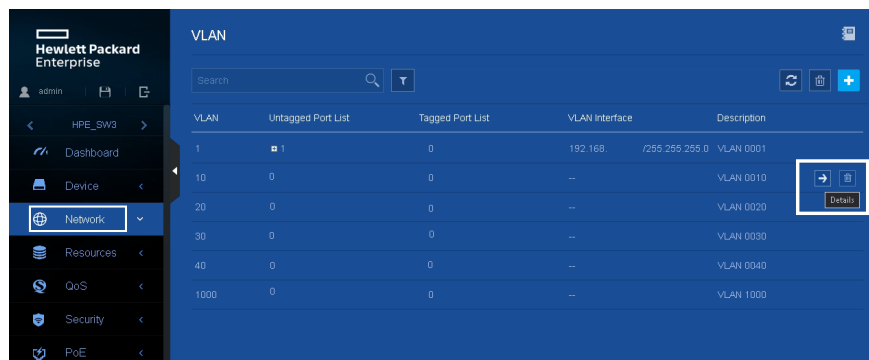 Hewlett Packard
Enterprise
admin
HPE_SW3
Dashboard
Device
Network
Resources
QoS
Security
PoE
VLAN
Search
VLAN Untagged Port List Tagged Port List VLAN Interface Description
1 1 0 192.168. /255.255.255.0 VLAN 0001
10 0 0 -- VLAN 0010
Details
20 0 0 -- VLAN 0020
30 0 0 -- VLAN 0030
40 0 0 -- VLAN 0040
1000 0 0 -- VLAN 1000